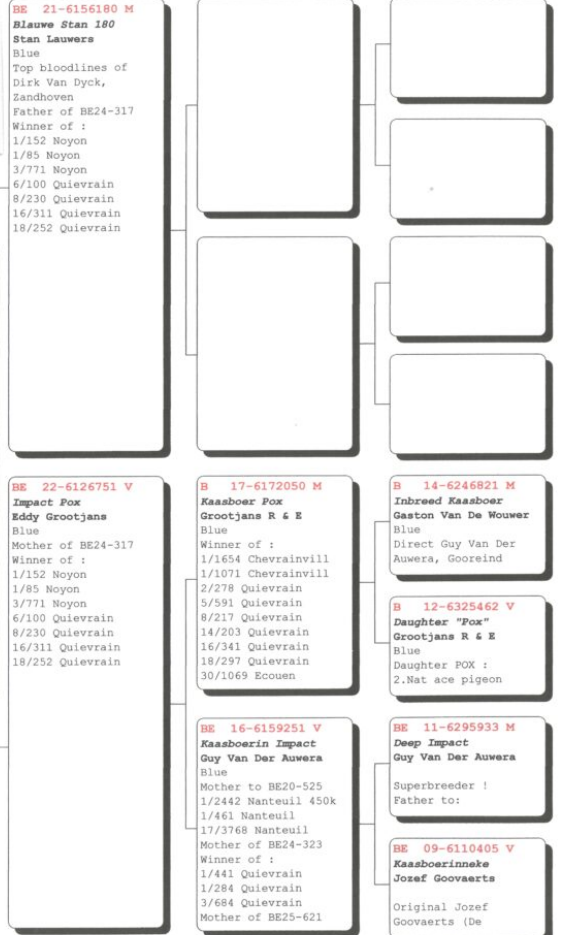 BE 21-6156180 M
Blauwe Stan 180
Stan Lauwers
Blue
Top bloodlines of
Dirk Van Dyck,
Zandhoven
Father of BE24-317
Winner of :
1/152 Noyon
1/85 Noyon
3/771 Noyon
6/100 Quievrain
8/230 Quievrain
16/311 Quievrain
18/252 Quievrain
BE 22-6126751 V
Impact Pox
Eddy Grootjans
Blue
Mother of BE24-317
Winner of :
1/152 Noyon
1/85 Noyon
3/771 Noyon
6/100 Quievrain
8/230 Quievrain
16/311 Quievrain
18/252 Quievrain
B 17-6172050 M
Kaasboer Pox
Grootjans R & E
Blue
Winner of :
1/1654 Chevrainvill
1/1071 Chevrainvill
2/278 Quievrain
5/591 Quievrain
8/217 Quievrain
14/203 Quievrain
16/341 Quievrain
18/297 Quievrain
30/1069 Ecouen
BE 16-6159251 V
Kaasboerin Impact
Guy Van Der Auwera
Blue
Mother to BE20-525
1/2442 Nanteuil 450k
1/461 Nanteuil
17/3768 Nanteuil
Mother of BE24-323
Winner of :
1/441 Quievrain
1/284 Quievrain
3/684 Quievrain
Mother of BE25-621
B 14-6246821 M
Inbreed Kaasboer
Gaston Van De Wouwer
Blue
Direct Guy Van Der
Auwera, Gooreind
B 12-6325462 V
Daughter "Pox"
Grootjans R & E
Blue
Daughter POX :
2.Nat ace pigeon
BE 11-6295933 M
Deep Impact
Guy Van Der Auwera
Superbreeder !
Father to:
BE 09-6110405 V
Kaasboerinneke
Jozef Goovaerts
Original Jozef
Goovaerts (De